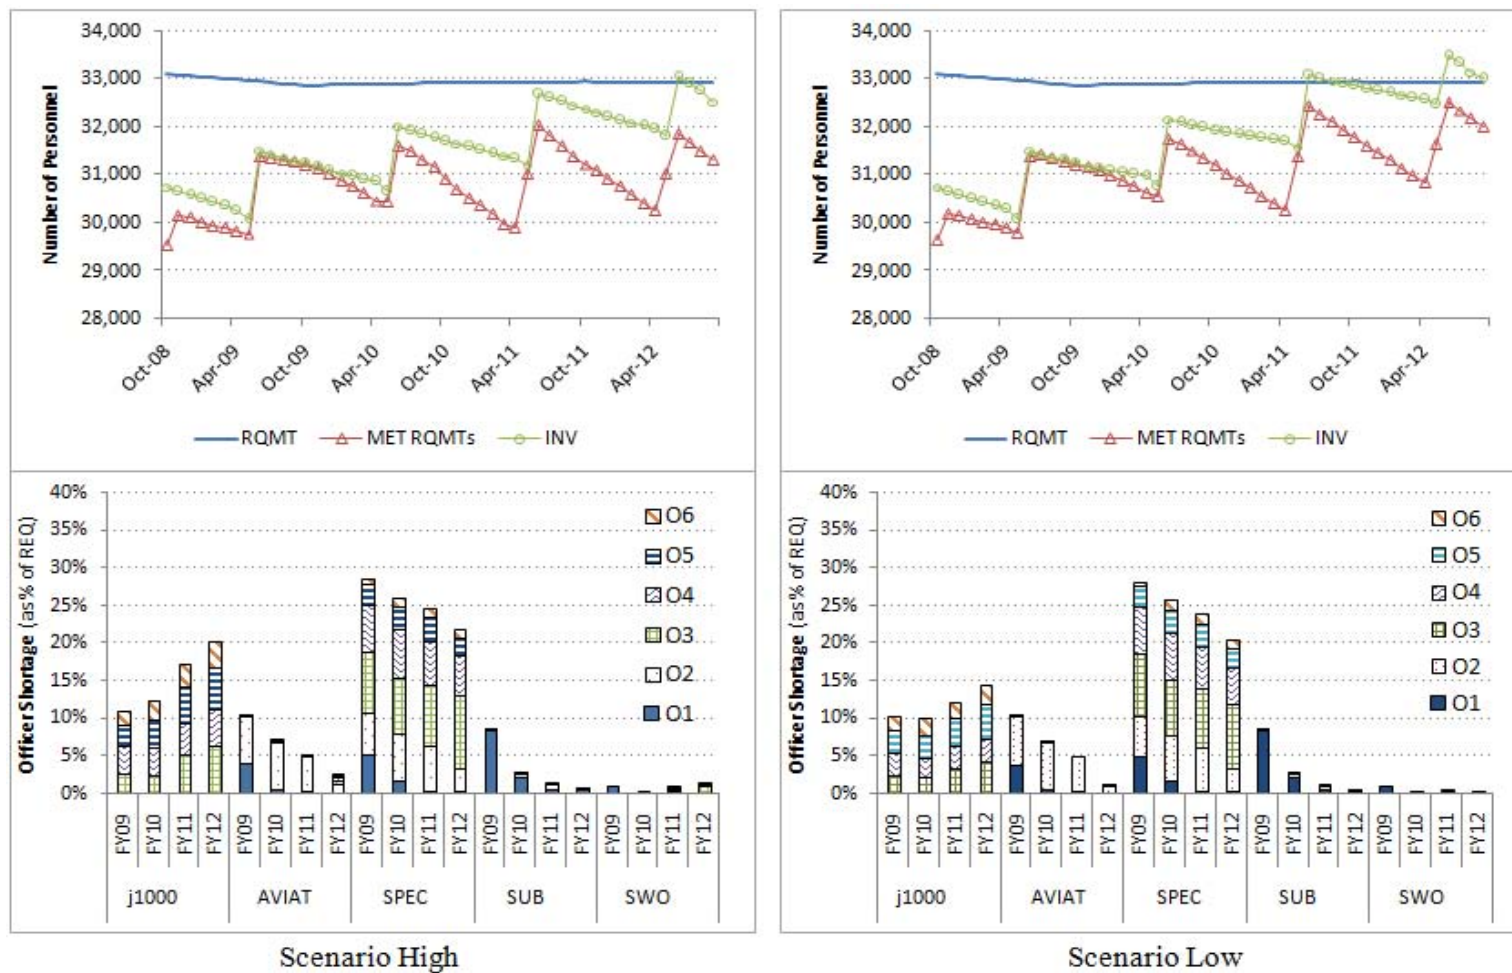 34,000
33,000
32,000
31,000
30,000
29,000
28,000
Number of Personnel
Oct-08
Apr-09
Oct-09
Apr-10
Oct-10
Apr-11
Oct-11
Apr-12
RQMT MET RQMTs INV
34,000
33,000
32,000
31,000
30,000
29,000
28,000
Number of Personnel
Oct-08
Apr-09
Oct-09
Apr-10
Oct-10
Apr-11
Oct-11
Apr-12
RQMT MET RQMTs INV
40%
35%
30%
25%
20%
15%
10%
5%
0%
Officer Shortage (as% of REQ)
O6
O5
O4
O3
O2
O1
FY09 FY10 FY11 FY12 FY09 FY10 FY11 FY12 FY09 FY10 FY11 FY12 FY09 FY10 FY11 FY12 FY09 FY10 FY11 FY12
j1000 AVIAT SPEC SUB SWO
40%
35%
30%
25%
20%
15%
10%
5%
0%
Officer Shortage (as% of REQ)
O6
O5
O4
O3
O2
O1
FY09 FY10 FY11 FY12 FY09 FY10 FY11 FY12 FY09 FY10 FY11 FY12 FY09 FY10 FY11 FY12 FY09 FY10 FY11 FY12
j1000 AVIAT SPEC SUB SWO
Scenario High
Scenario Low